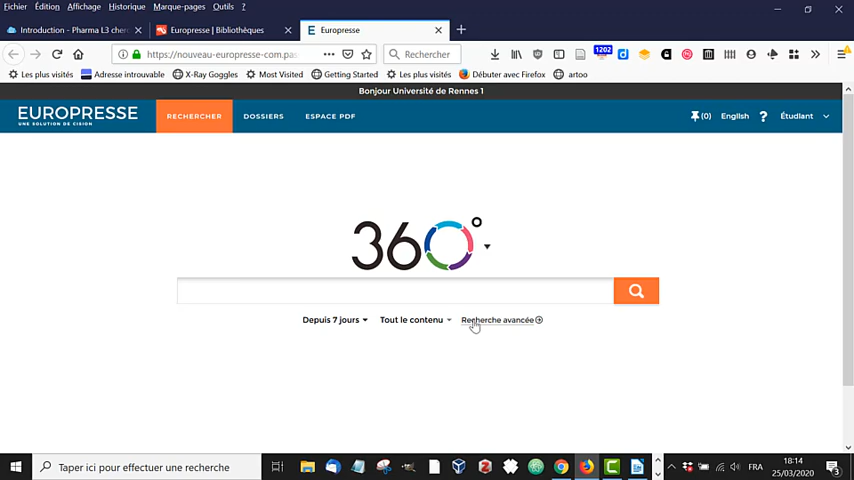 Fichier Édition Affichage Historique Marque-pages Outils ?
Introduction - Pharma L3 cherc
Europresse | Bibliothèques
Europresse
https://nouveau-europresse-com.pas
Rechercher
1202
Les plus visités Adresse introuvable X-Ray Goggles Most Visited Getting Started Les plus visités Débuter avec Firefox artoo
Bonjour Université de Rennes 1
EUROPRESSE
UNE SOLUTION DE CISION
RECHERCHER DOSSIERS ESPACE PDF
(0) English ? Étudiant
360°
Depuis 7 jours Tout le contenu Recherche avancée
Taper ici pour effectuer une recherche
FRA
18:14
25/03/2020
3